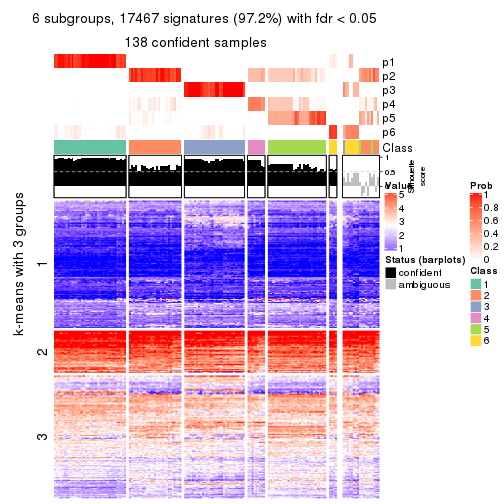 6 subgroups, 17467 signatures (97.2%) with fdr < 0.05
138 confident samples
p1
p2
p3
p4
p5
p6
Class
1
0.5
0
Silhouette
score
k-means with 3 groups
1
2
3
Value
5
4
3
2
1
Status (barplots)
confident
ambiguous
Prob
1
0.8
0.6
0.4
0.2
0
Class
1
2
3
4
5
6